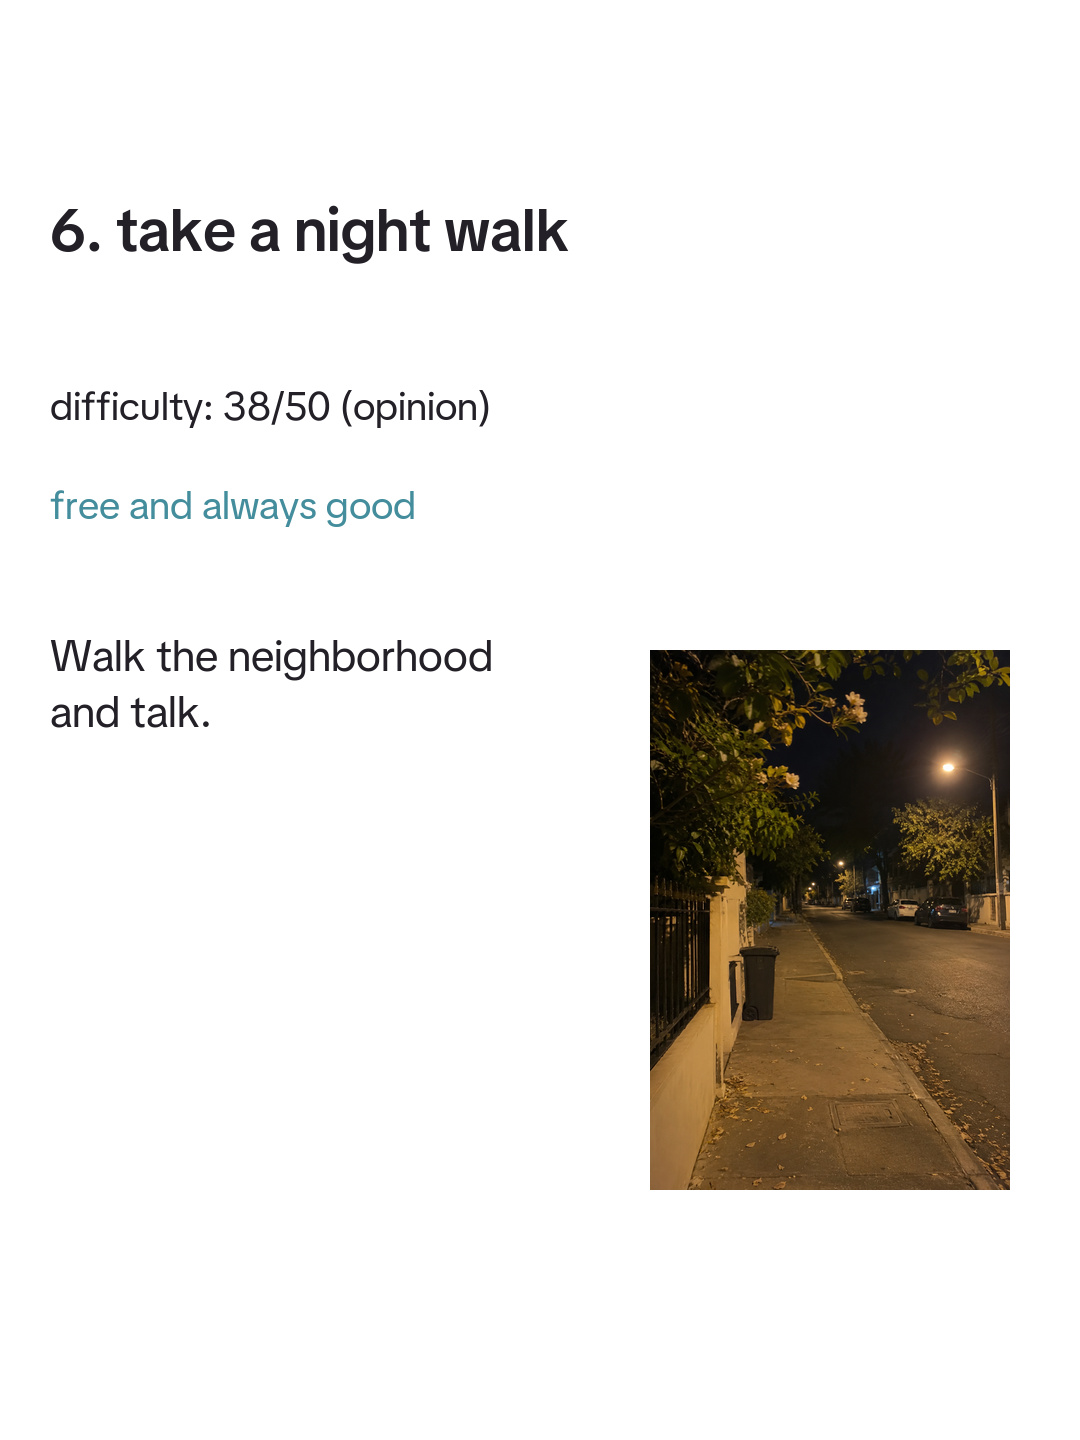 6. take a night walk
difficulty: 38/50 (opinion)
free and always good
Walk the neighborhood
and talk.